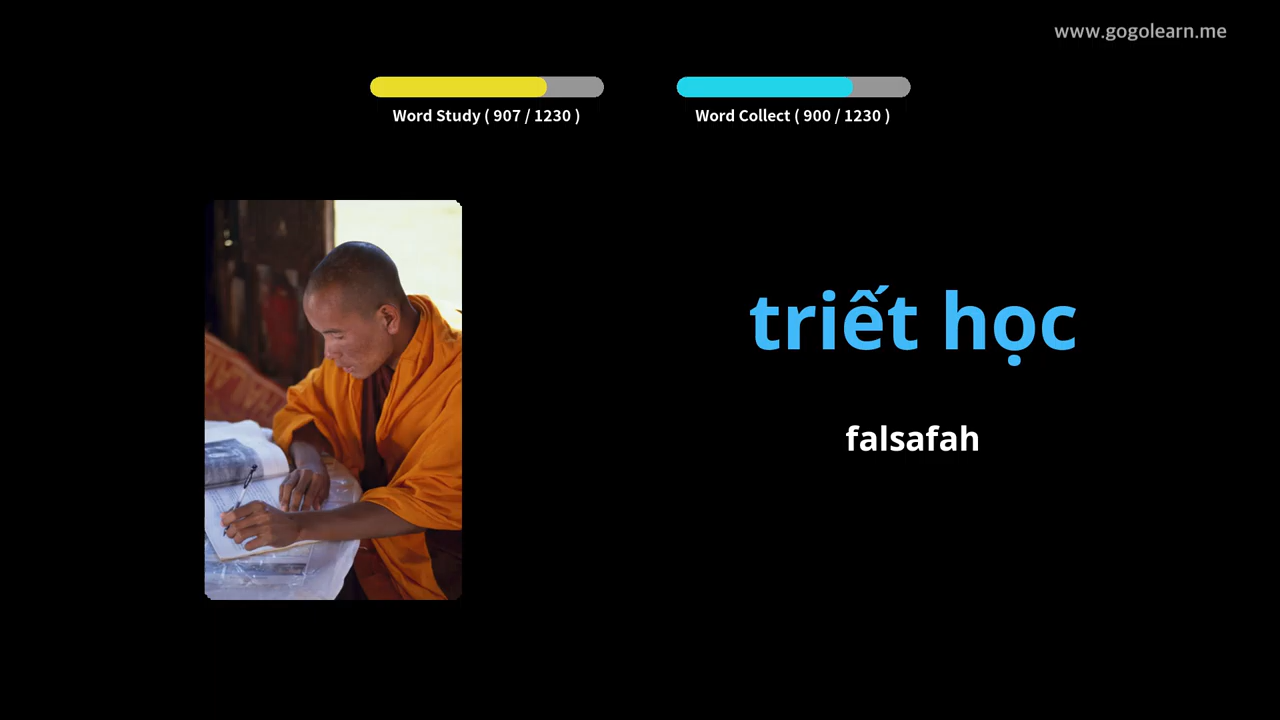 www.gogolearn.me
Word Study ( 907 / 1230 )
Word Collect ( 900 / 1230 )
triết học
falsafah